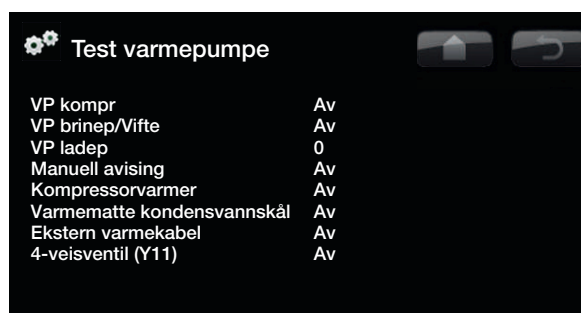 Test varmepumpe
VP kompr Av
VP brinep/Vifte Av
VP ladep 0
Manuell avising Av
Kompressorvarmer Av
Varmematte kondensvannskål Av
Ekstern varmekabel Av
4-veisventil (Y11) Av